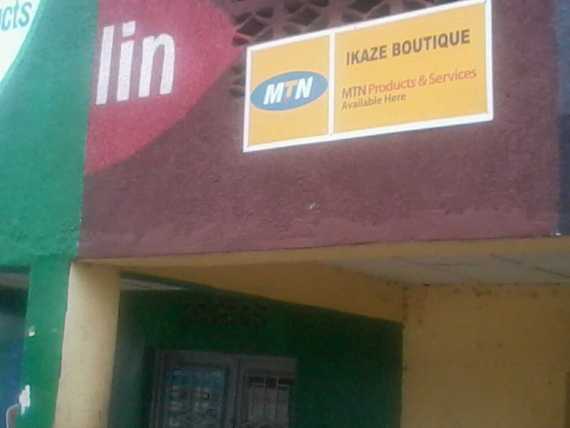 cts
lin
MTN
IKAZE BOUTIQUE
MTN Products & Services
Available Here